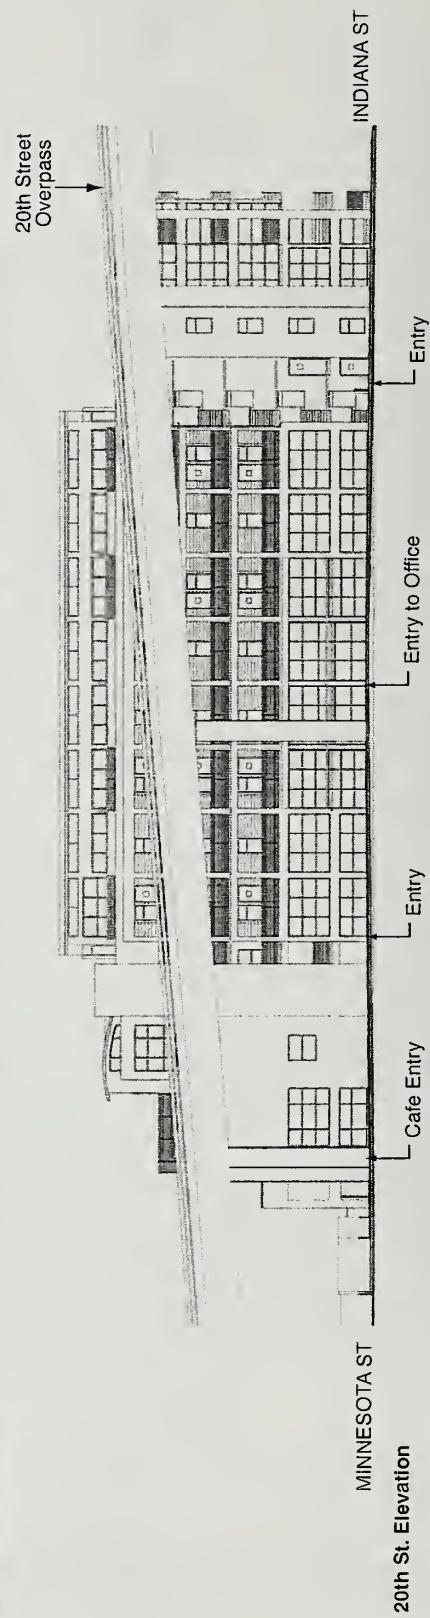 20th Street
Overpass
MINNESOTA ST
INDIANA ST
Cafe Entry
Entry
Entry to Office
Entry
20th St. Elevation